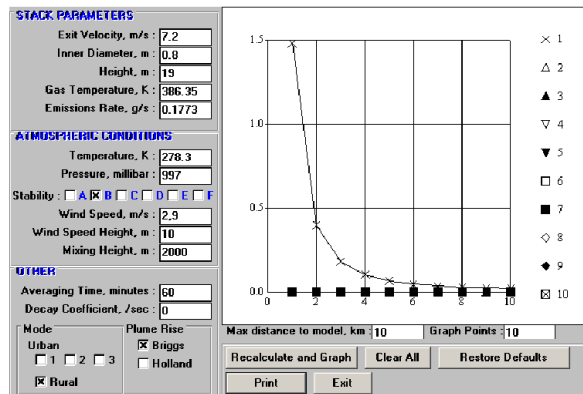 STACK PARAMETERS
Exit Velocity, m/s : 7.2
Inner Diameter, m : 0.8
Height, m : 19
Gas Temperature, K : 386.35
Emissions Rate, g/s : 0.1773
ATMOSPHERIC CONDITIONS
Temperature, K : 278.3
Pressure, millibar : 997
Stability : A B C D E F
Wind Speed, m/s : 2.9
Wind Speed Height, m : 10
Mixing Height, m : 2000
OTHER
Averaging Time, minutes : 60
Decay Coefficient, /sec : 0
Mode
Urban
1 2 3
Rural
Plume Rise
Briggs
Holland
1.5
1.0
0.5
0.0
0 2 4 6 8 10
1
2
3
4
5
6
7
8
9
10
Max distance to model, km : 10 Graph Points : 10
Recalculate and Graph Clear All Restore Defaults
Print Exit